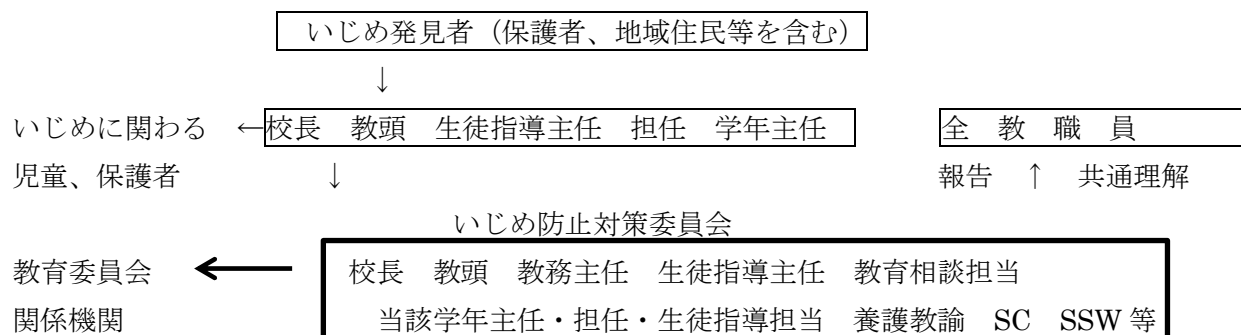 いじめ発見者（保護者、地域住民等を含む）
↓
いじめに関わる ←校長 教頭 生徒指導主任 担任 学年主任 全 教 職 員
児童、保護者 ↓ 報告 ↑ 共通理解
いじめ防止対策委員会
教育委員会 ← 校長 教頭 教務主任 生徒指導主任 教育相談担当
関係機関 当該学年主任・担任・生徒指導担当 養護教諭 SC SSW 等